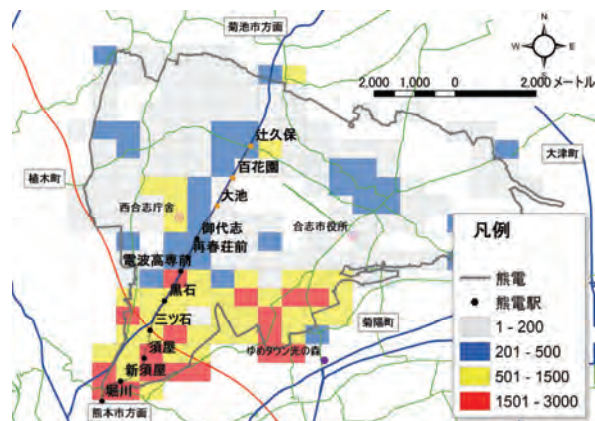 菊池市方面
N
W
E
S
2,000 1,000 0 2,000 メートル
辻久保
大津町
百花園
植木町
大池
西合志庁舎
合志市役所
御代志
再春荘前
電波高専前
黒石
菊陽町
三ツ石
ゆめタウン光の森
須屋
新須屋
堀川
熊本市方面
凡例
熊電
熊電駅
1 - 200
201 - 500
501 - 1500
1501 - 3000